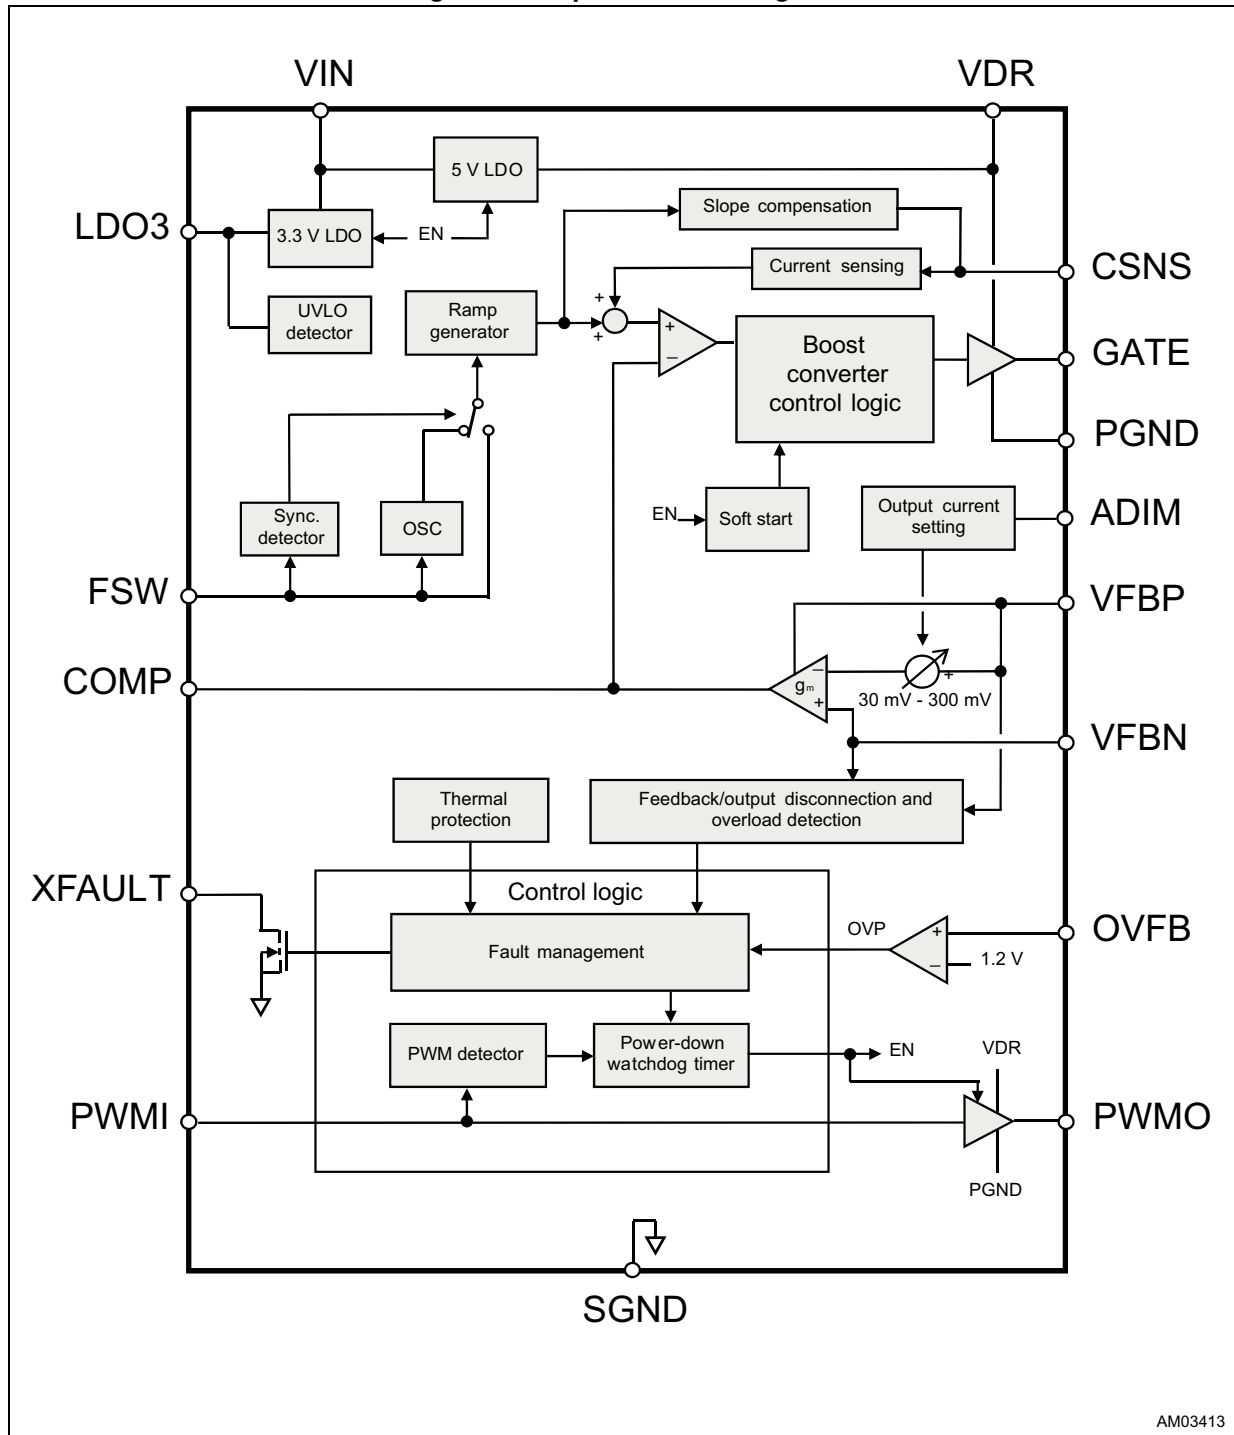 VIN
VDR
5 V LDO
Slope compensation
LDO3
3.3 V LDO
EN
Current sensing
CSNS
UVLO
detector
Ramp
generator
+
+
+
−
Boost
converter
control logic
GATE
PGND
Sync.
detector
OSC
EN
Soft start
Output current
setting
ADIM
FSW
VFBP
COMP
gm
−
+
+
30 mV - 300 mV
VFBN
Thermal
protection
Feedback/output disconnection and
overload detection
XFAULT
Control logic
Fault management
OVP
+
−
1.2 V
OVFB
PWM detector
Power-down
watchdog timer
EN
VDR
PWMI
PWMO
PGND
SGND
AM03413